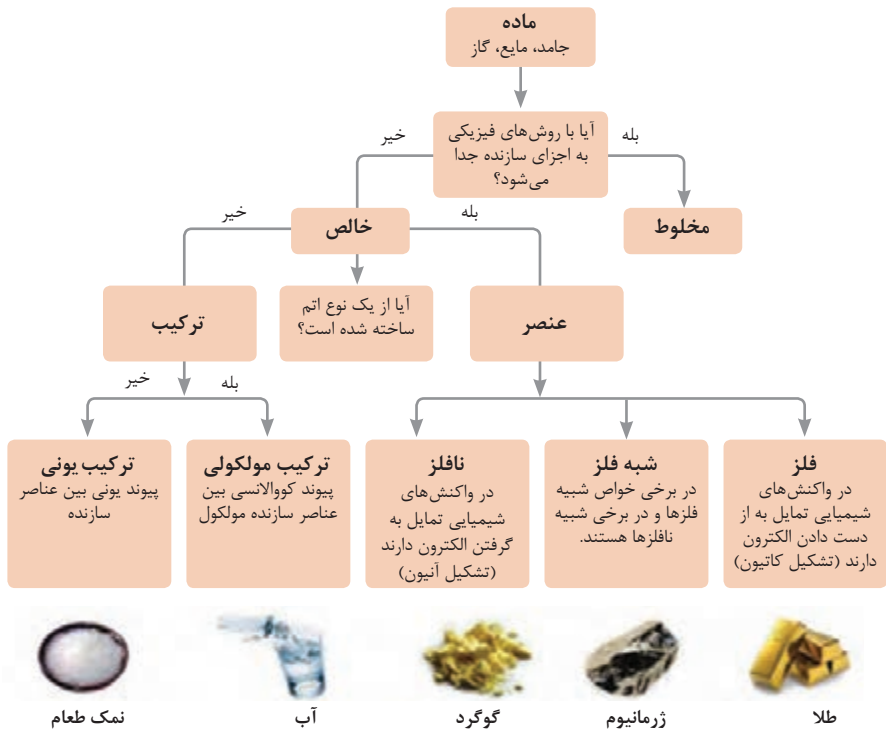 ماده
جامد، مایع، گاز
آیا با روش‌های فیزیکی
به اجزای سازنده جدا
می‌شود؟
بله
خیر
مخلوط
خالص
بله
خیر
آیا از یک نوع اتم
ساخته شده است؟
عنصر
ترکیب
بله
خیر
فلز
در واکنش‌های
شیمیایی تمایل به از
دست دادن الکترون
دارند (تشکیل کاتیون)
شبه فلز
در برخی خواص شبیه
فلزها و در برخی شبیه
نافلزها هستند.
نافلز
در واکنش‌های
شیمیایی تمایل به
گرفتن الکترون دارند
(تشکیل آنیون)
ترکیب مولکولی
پیوند کووالانسی بین
عناصر سازنده مولکول
ترکیب یونی
پیوند یونی بین عناصر
سازنده
طلا
ژرمانیوم
گوگرد
آب
نمک طعام